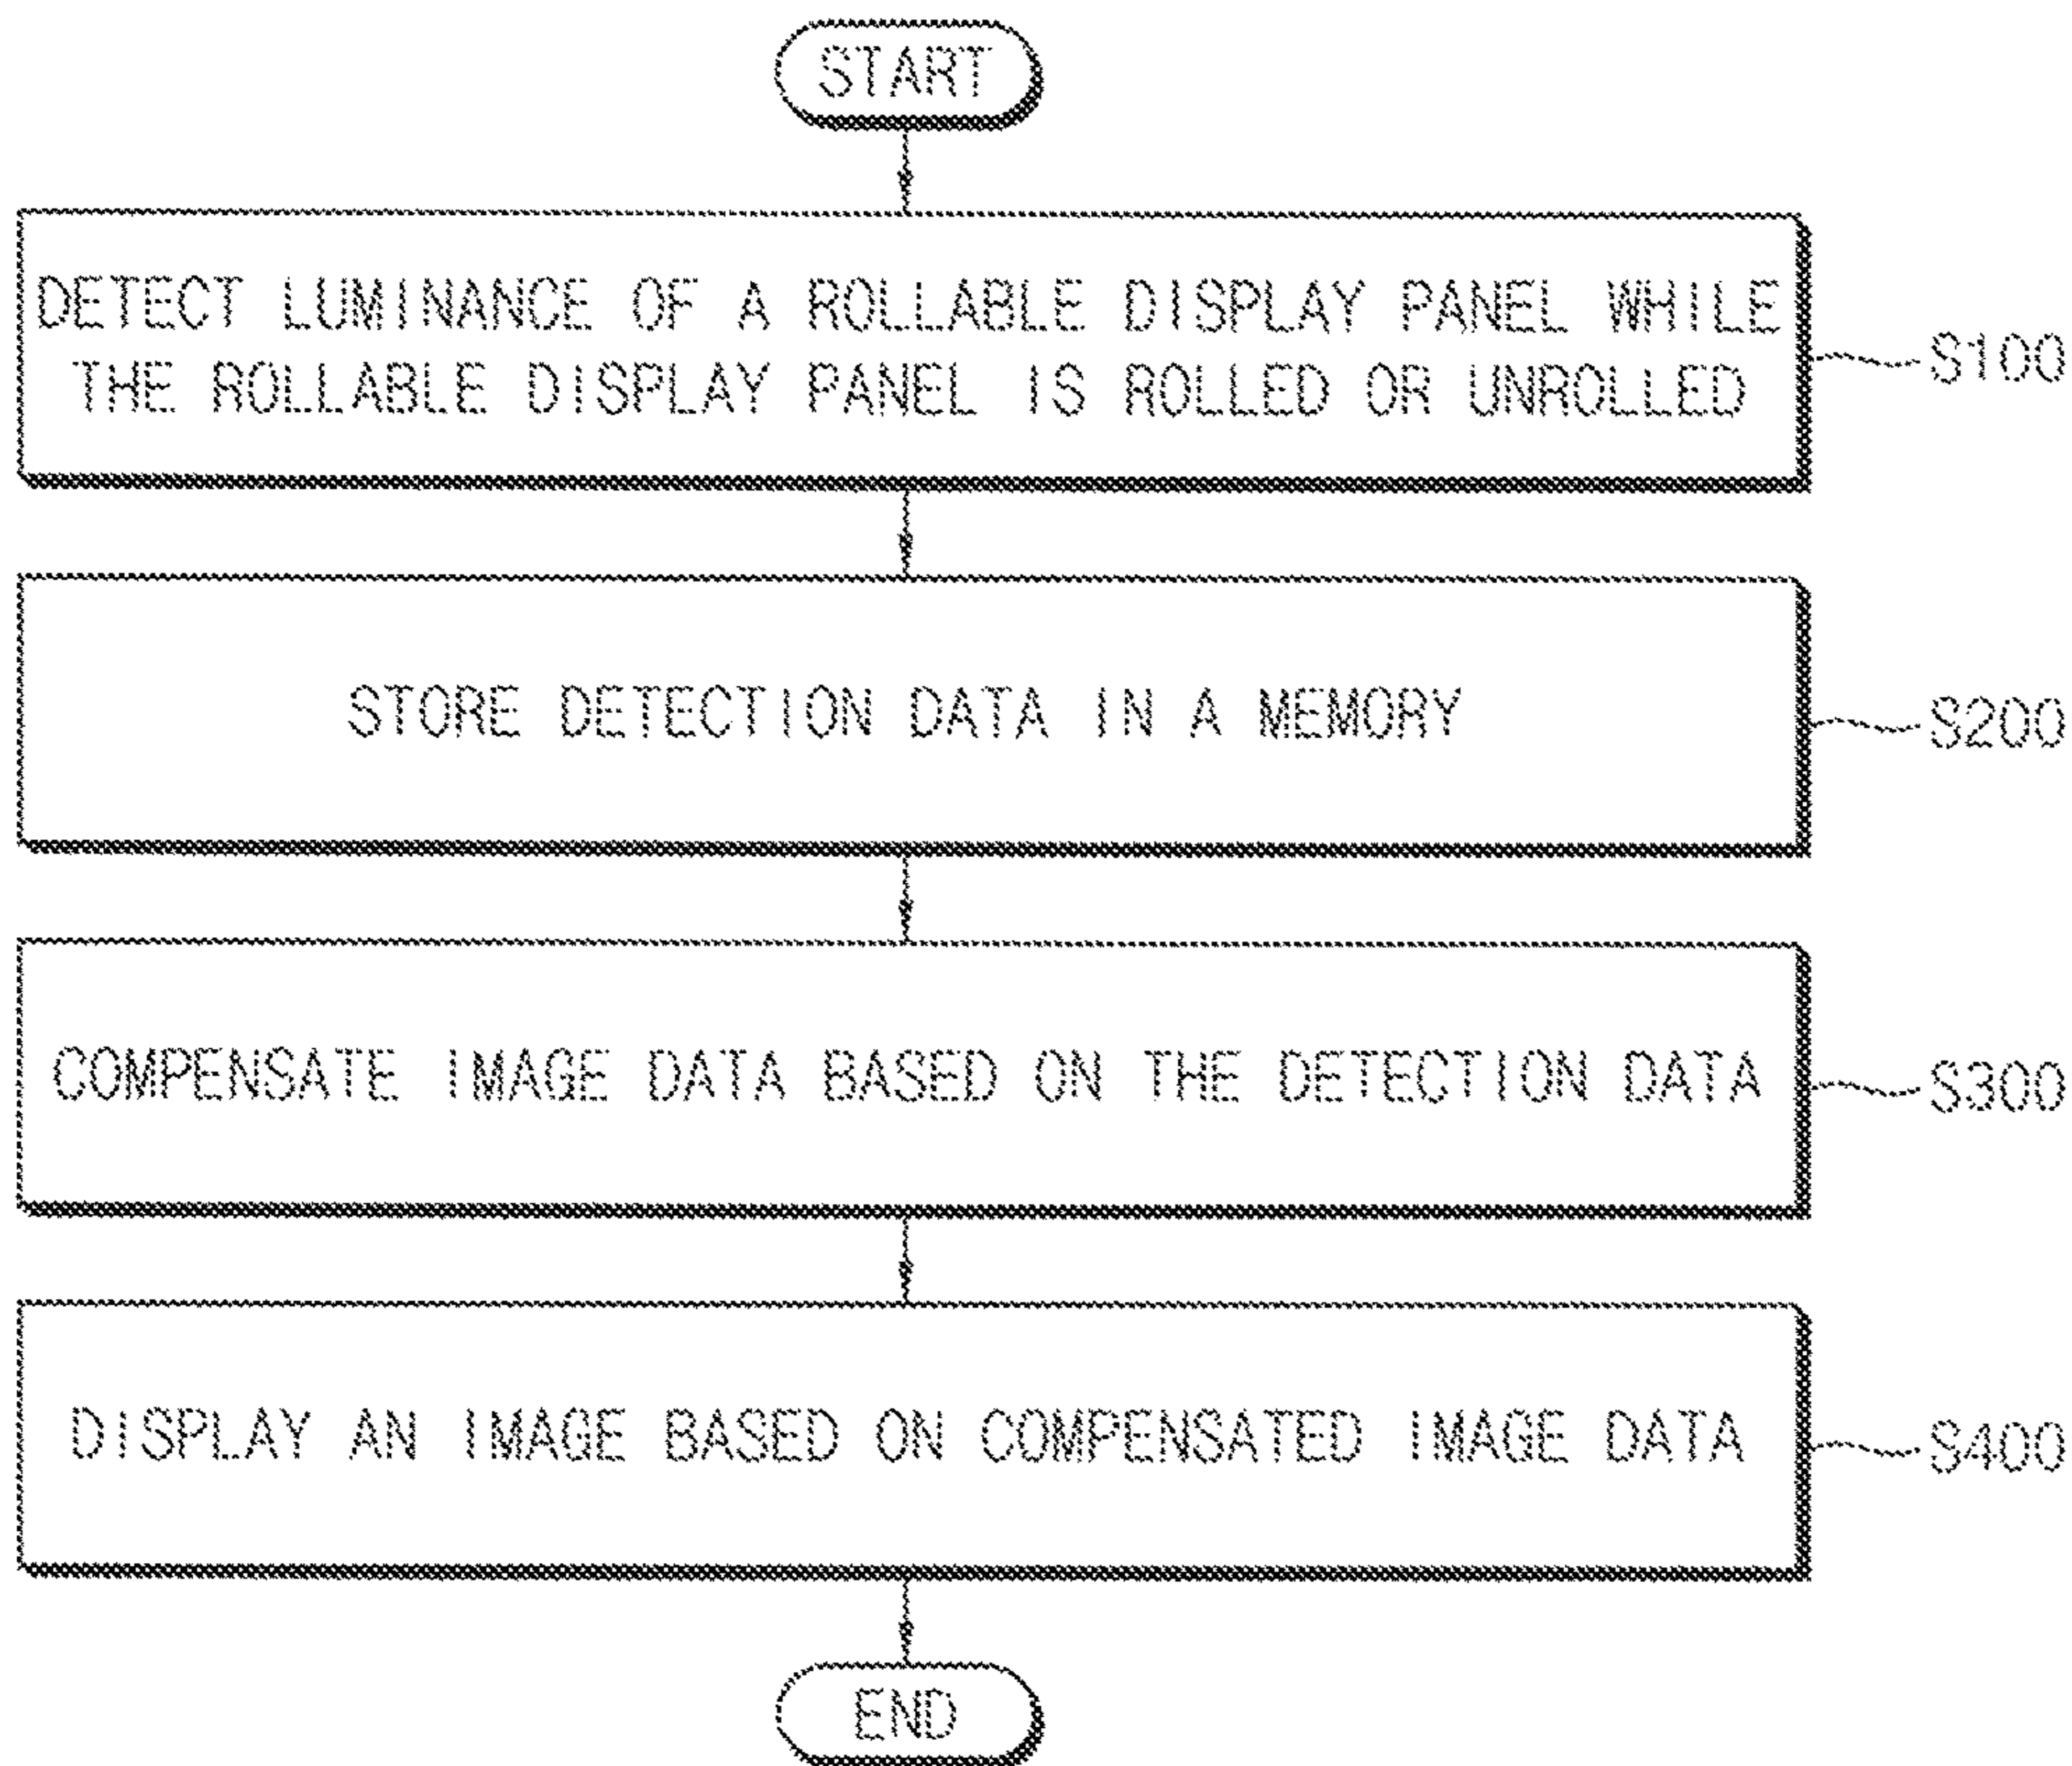 START
DETECT LUMINANCE OF A ROLLABLE DISPLAY PANEL WHILE
THE ROLLABLE DISPLAY PANEL IS ROLLED OR UNROLLED
S100
STORE DETECTION DATA IN A MEMORY
S200
COMPENSATE IMAGE DATA BASED ON THE DETECTION DATA
S300
DISPLAY AN IMAGE BASED ON COMPENSATED IMAGE DATA
S400
END